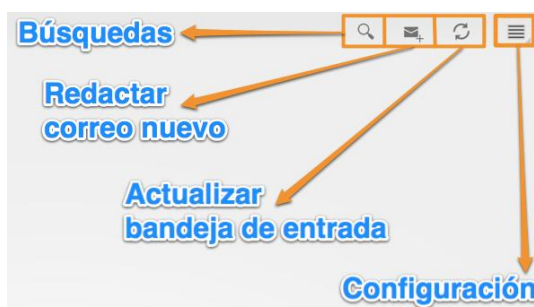 Búsquedas
Redactar
correo nuevo
Actualizar
bandeja de entrada
Configuración